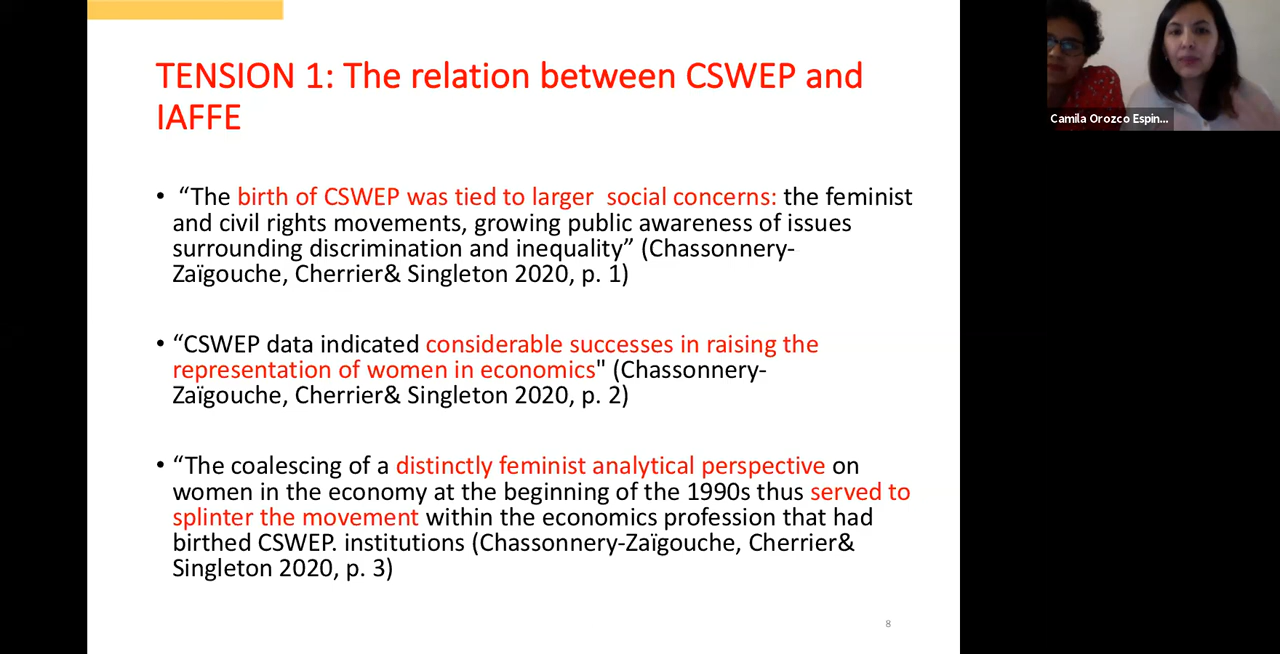 TENSION 1: The relation between CSWEP and
IAFFE
• “The birth of CSWEP was tied to larger  social concerns: the feminist
and civil rights movements, growing public awareness of issues
surrounding discrimination and inequality” (Chassonnery-
Zaïgouche, Cherrier& Singleton 2020, p. 1)
• “CSWEP data indicated considerable successes in raising the
representation of women in economics" (Chassonnery-
Zaïgouche, Cherrier& Singleton 2020, p. 2)
• “The coalescing of a distinctly feminist analytical perspective on
women in the economy at the beginning of the 1990s thus served to
splinter the movement within the economics profession that had
birthed CSWEP. institutions (Chassonnery-Zaïgouche, Cherrier&
Singleton 2020, p. 3)
8
Camila Orozco Espin...